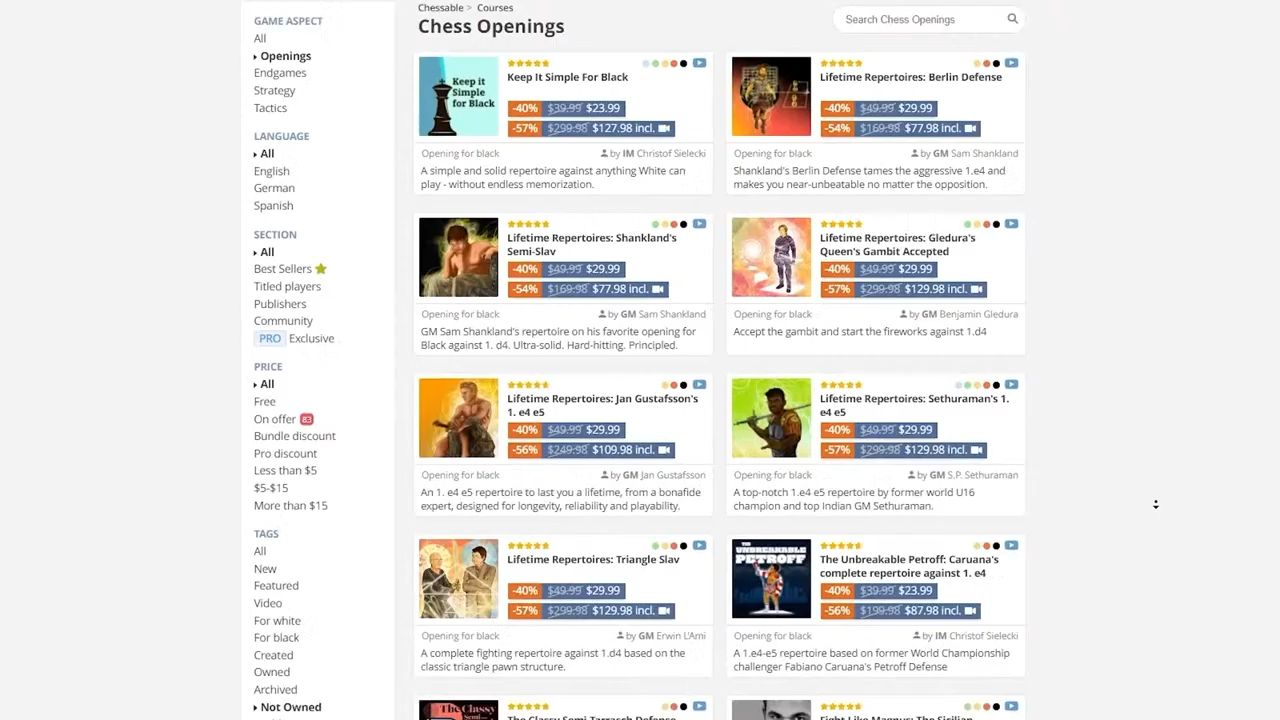 Chessable > Courses
Chess Openings
Search Chess Openings
GAME ASPECT
All
Openings
Endgames
Strategy
Tactics
LANGUAGE
All
English
German
Spanish
SECTION
All
Best Sellers
Titled players
Publishers
Community
PRO Exclusive
PRICE
All
Free
On offer 83
Bundle discount
Pro discount
Less than $5
$5-$15
More than $15
TAGS
All
New
Featured
Video
For white
For black
Created
Owned
Archived
Not Owned
Keep it
Simple
for Black
Keep It Simple For Black
-40% $39.99 $23.99
-57% $299.98 $127.98 incl.
Opening for black by IM Christof Sielecki
A simple and solid repertoire against anything White can
play - without endless memorization.
Lifetime Repertoires: Berlin Defense
-40% $49.99 $29.99
-54% $169.98 $77.98 incl.
Opening for black by GM Sam Shankland
Shankland's Berlin Defense tames the aggressive 1.e4 and
makes you near-unbeatable no matter the opposition.
Lifetime Repertoires: Shankland's
Semi-Slav
-40% $49.99 $29.99
-54% $169.98 $77.98 incl.
Opening for black by GM Sam Shankland
GM Sam Shankland's repertoire on his favorite opening for
Black against 1. d4. Ultra-solid. Hard-hitting. Principled.
Lifetime Repertoires: Gledura's
Queen's Gambit Accepted
-40% $49.99 $29.99
-57% $299.98 $129.98 incl.
Opening for black by GM Benjamin Gledura
Accept the gambit and start the fireworks against 1.d4
Lifetime Repertoires: Jan Gustafsson's
1. e4 e5
-40% $49.99 $29.99
-56% $249.98 $109.98 incl.
Opening for black by GM Jan Gustafsson
An 1. e4 e5 repertoire to last you a lifetime, from a bonafide
expert, designed for longevity, reliability and playability.
Lifetime Repertoires: Sethuraman's 1.
e4 e5
-40% $49.99 $29.99
-57% $299.98 $129.98 incl.
Opening for black by GM S.P. Sethuraman
A top-notch 1.e4 e5 repertoire by former world U16
champion and top Indian GM Sethuraman.
Lifetime Repertoires: Triangle Slav
-40% $49.99 $29.99
-57% $299.98 $129.98 incl.
Opening for black by GM Erwin L'Ami
A complete fighting repertoire against 1.d4 based on the
classic triangle pawn structure.
THE
UNBREAKABLE
PETROFF
The Unbreakable Petroff: Caruana's
complete repertoire against 1. e4
-40% $39.99 $23.99
-56% $199.98 $87.98 incl.
Opening for black by IM Christof Sielecki
A 1.e4-e5 repertoire based on former World Championship
challenger Fabiano Caruana's Petroff Defense
The Classy
The Classy Semi-Tarrasch Defense
Fight Like Magnus: The Sicilian